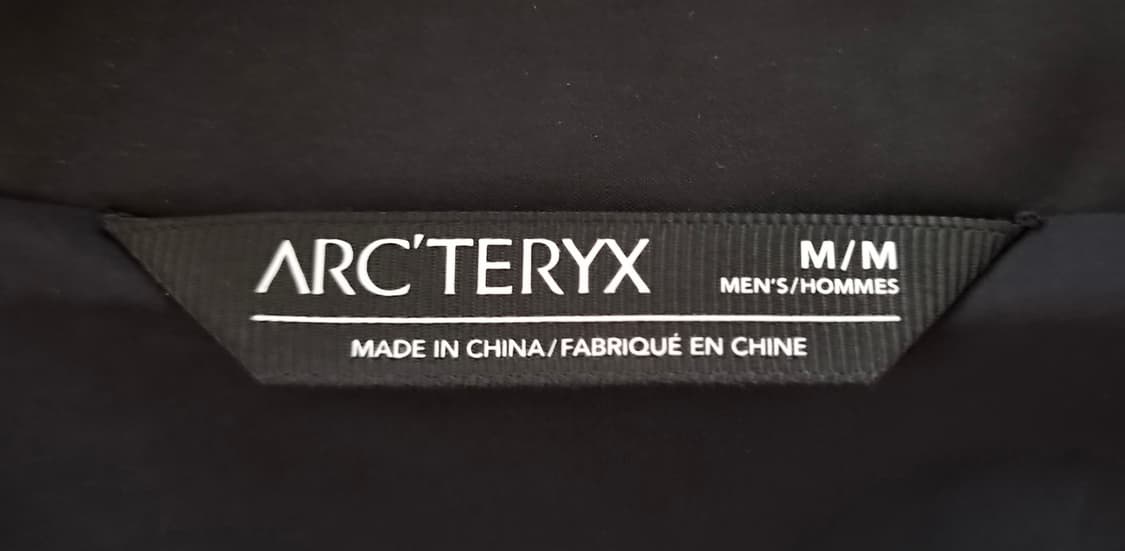 ARC'TERYX
M/M
MEN'S/HOMMES
MADE IN CHINA/FABRIQUÉ EN CHINE